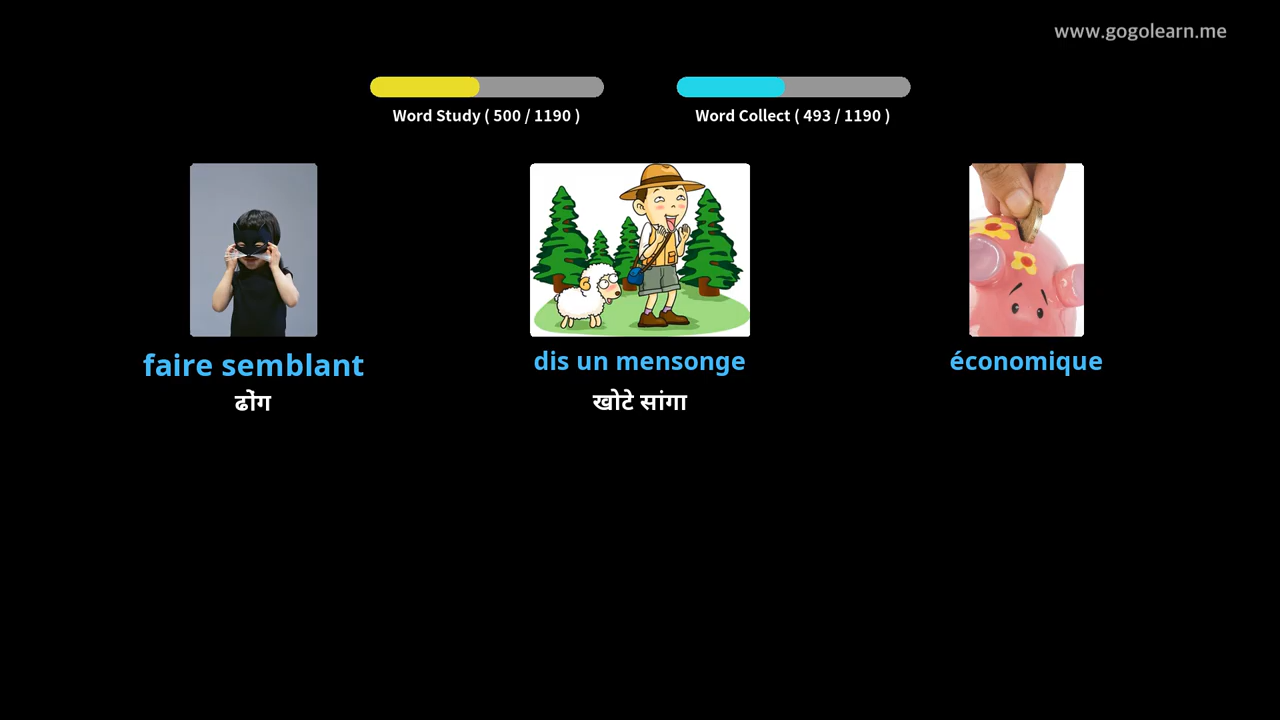 www.gogolearn.me
Word Study ( 500 / 1190 )
Word Collect ( 493 / 1190 )
faire semblant
ढोंग
dis un mensonge
खोटे सांगा
économique